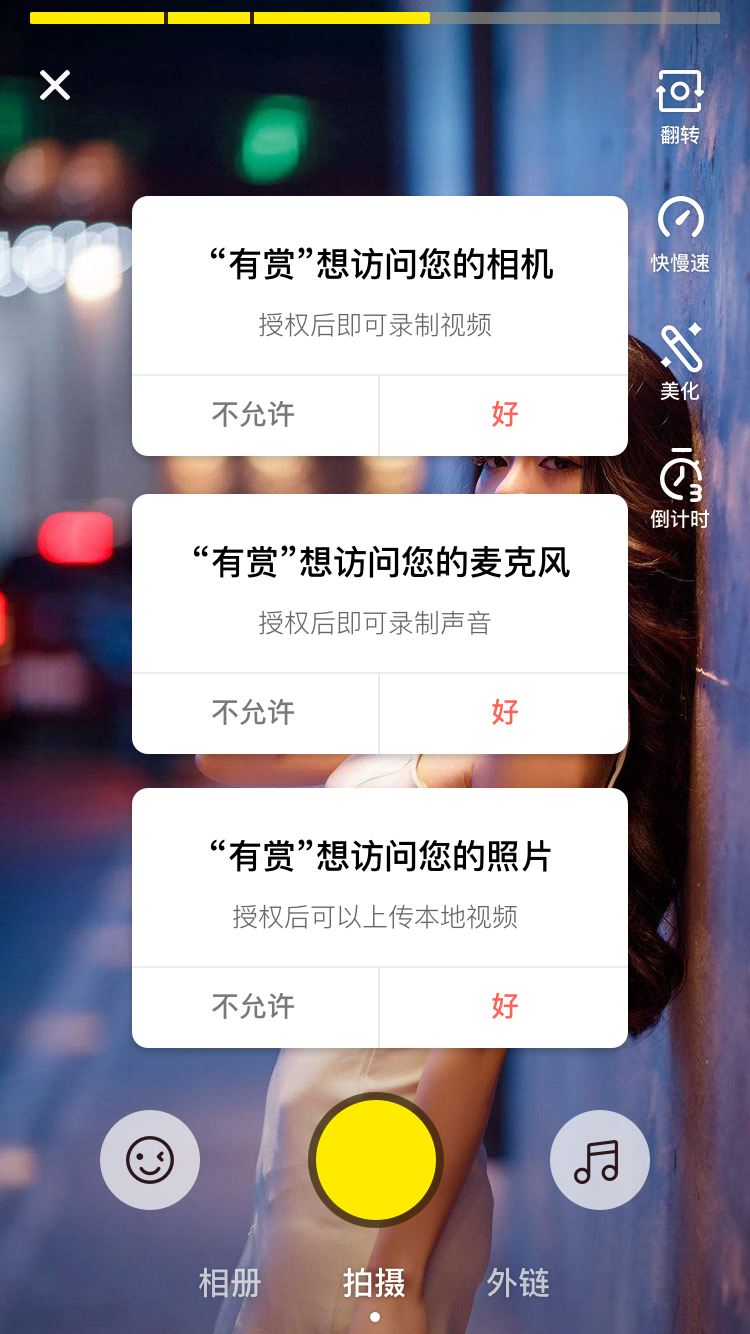 翻转
快慢速
美化
3
倒计时
“有赏”想访问您的相机
授权后即可录制视频
不允许
好
“有赏”想访问您的麦克风
授权后即可录制声音
不允许
好
“有赏”想访问您的照片
授权后可以上传本地视频
不允许
好
相册
拍摄
外链